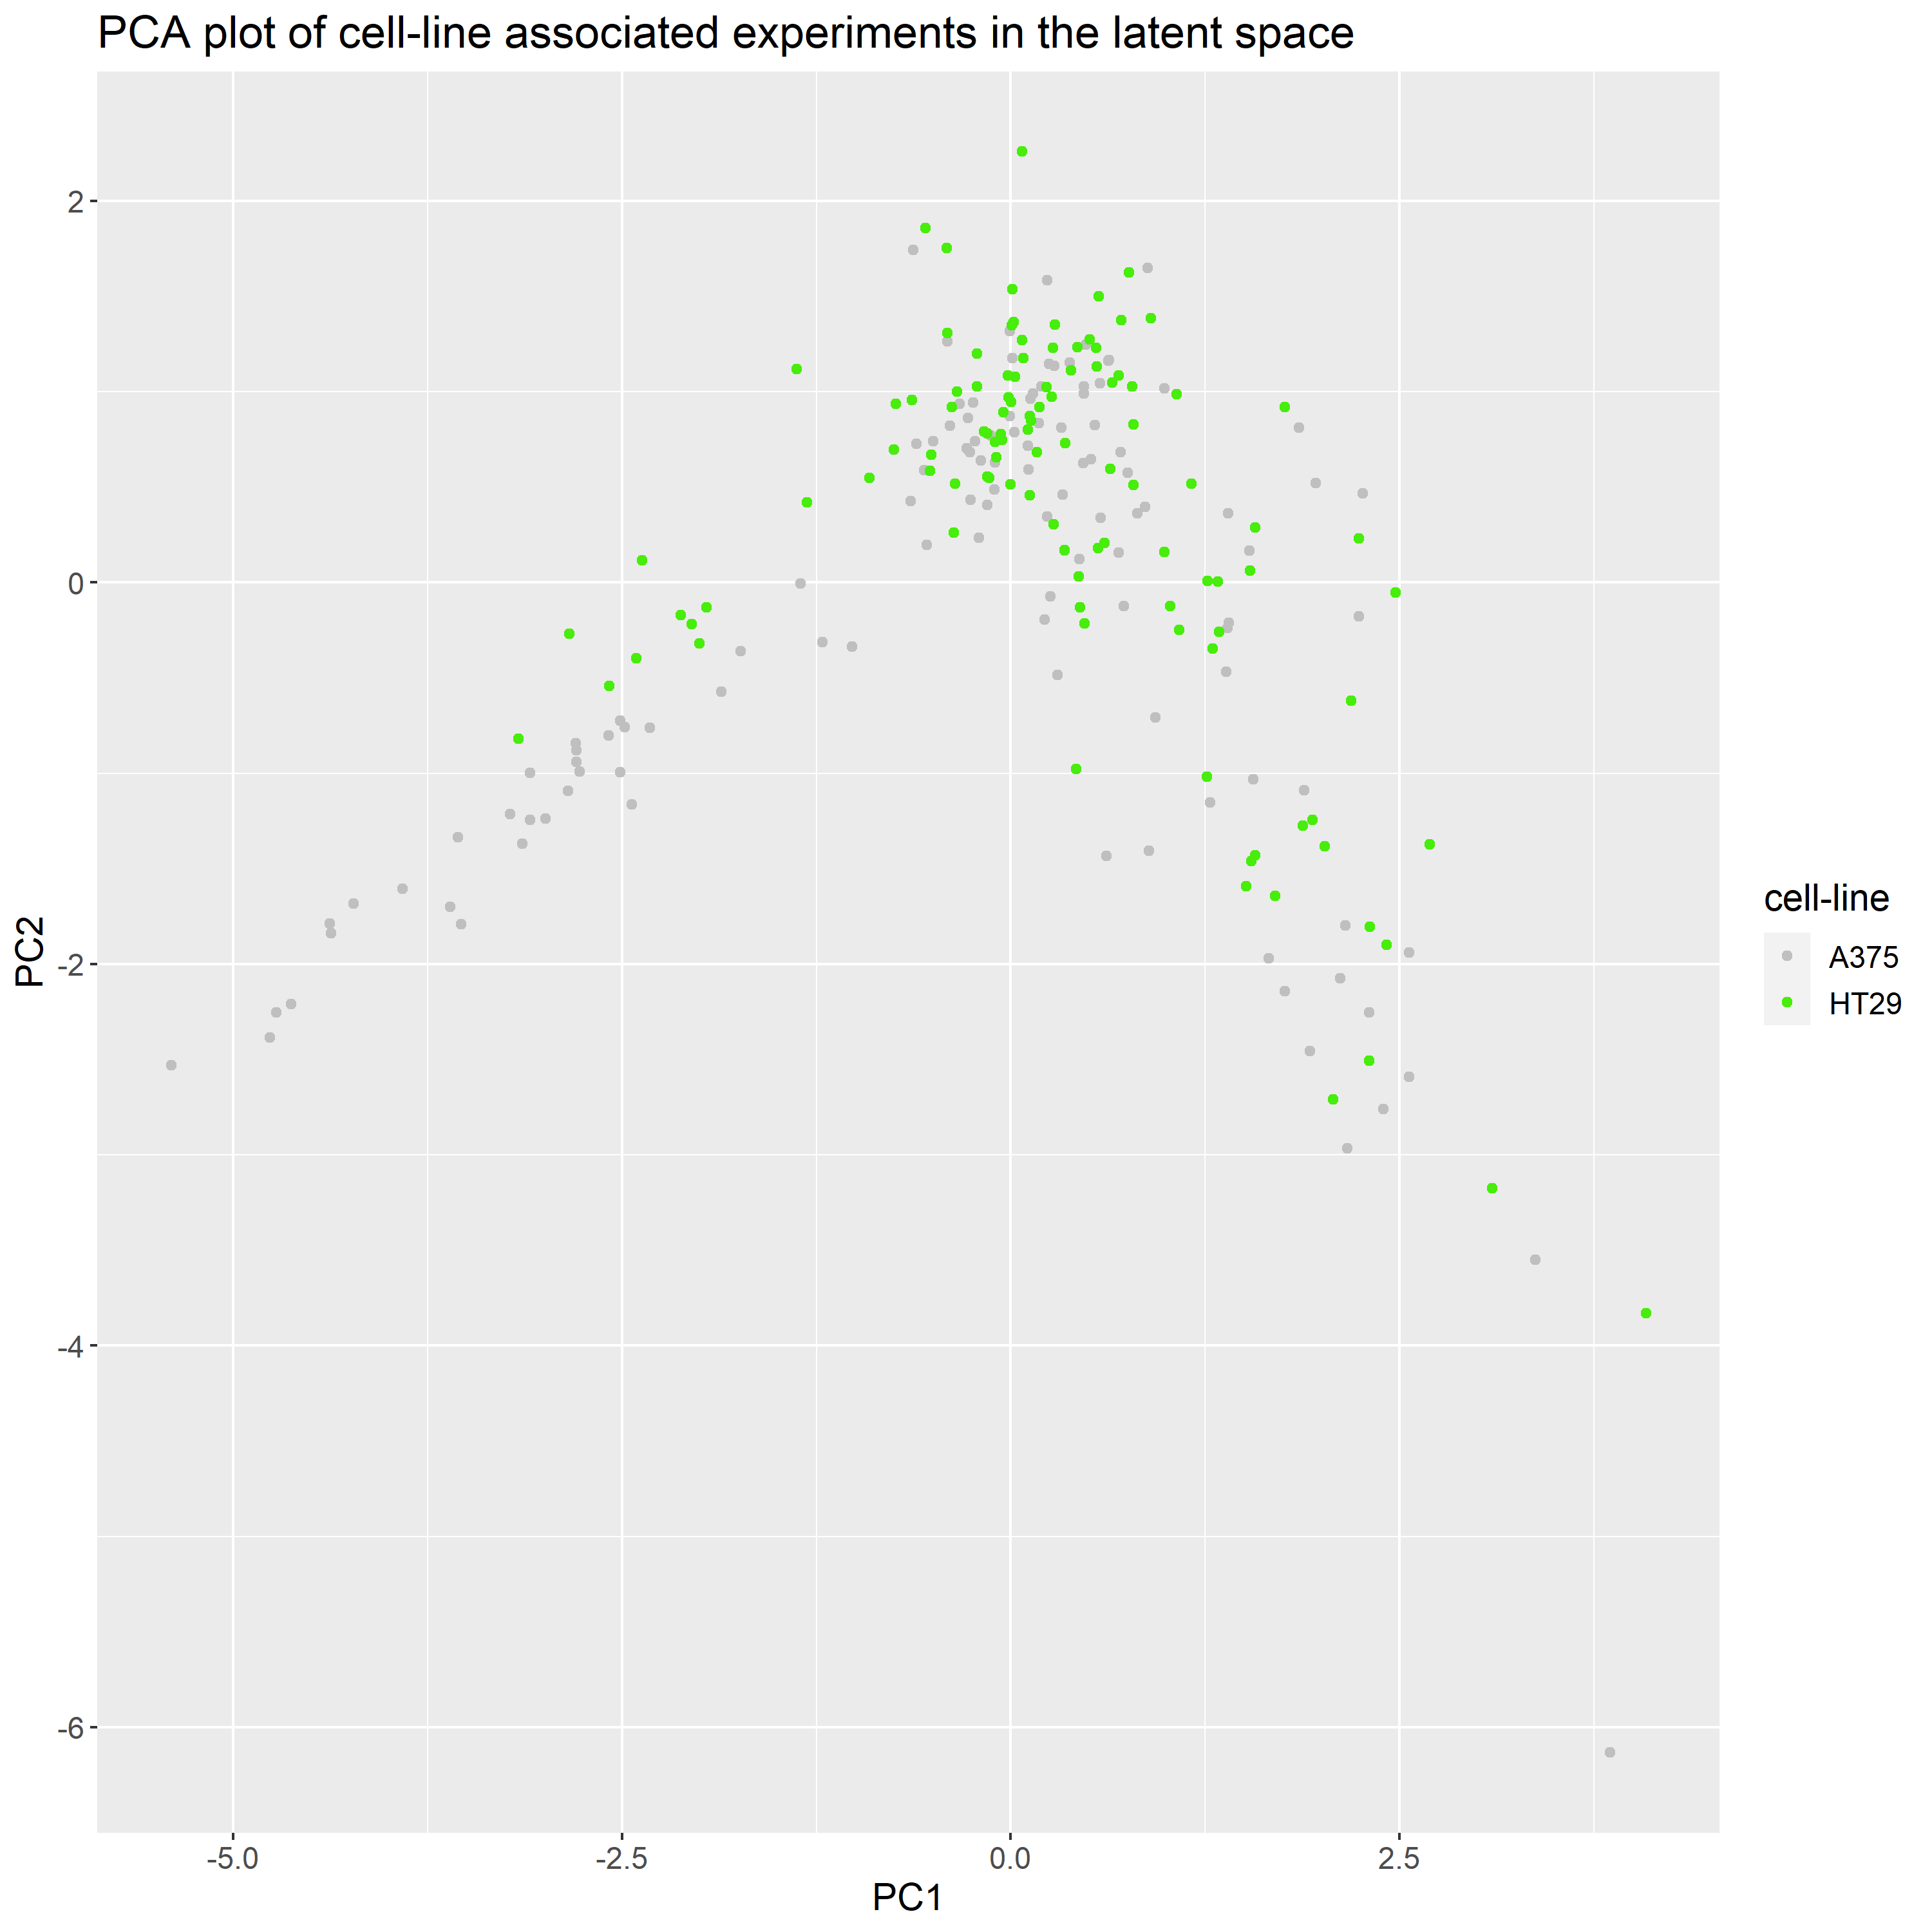 PCA plot of cell-line associated experiments in the latent space
2
0
-2
-4
-6
PC2
-5.0
-2.5
0.0
2.5
PC1
cell-line
A375
HT29